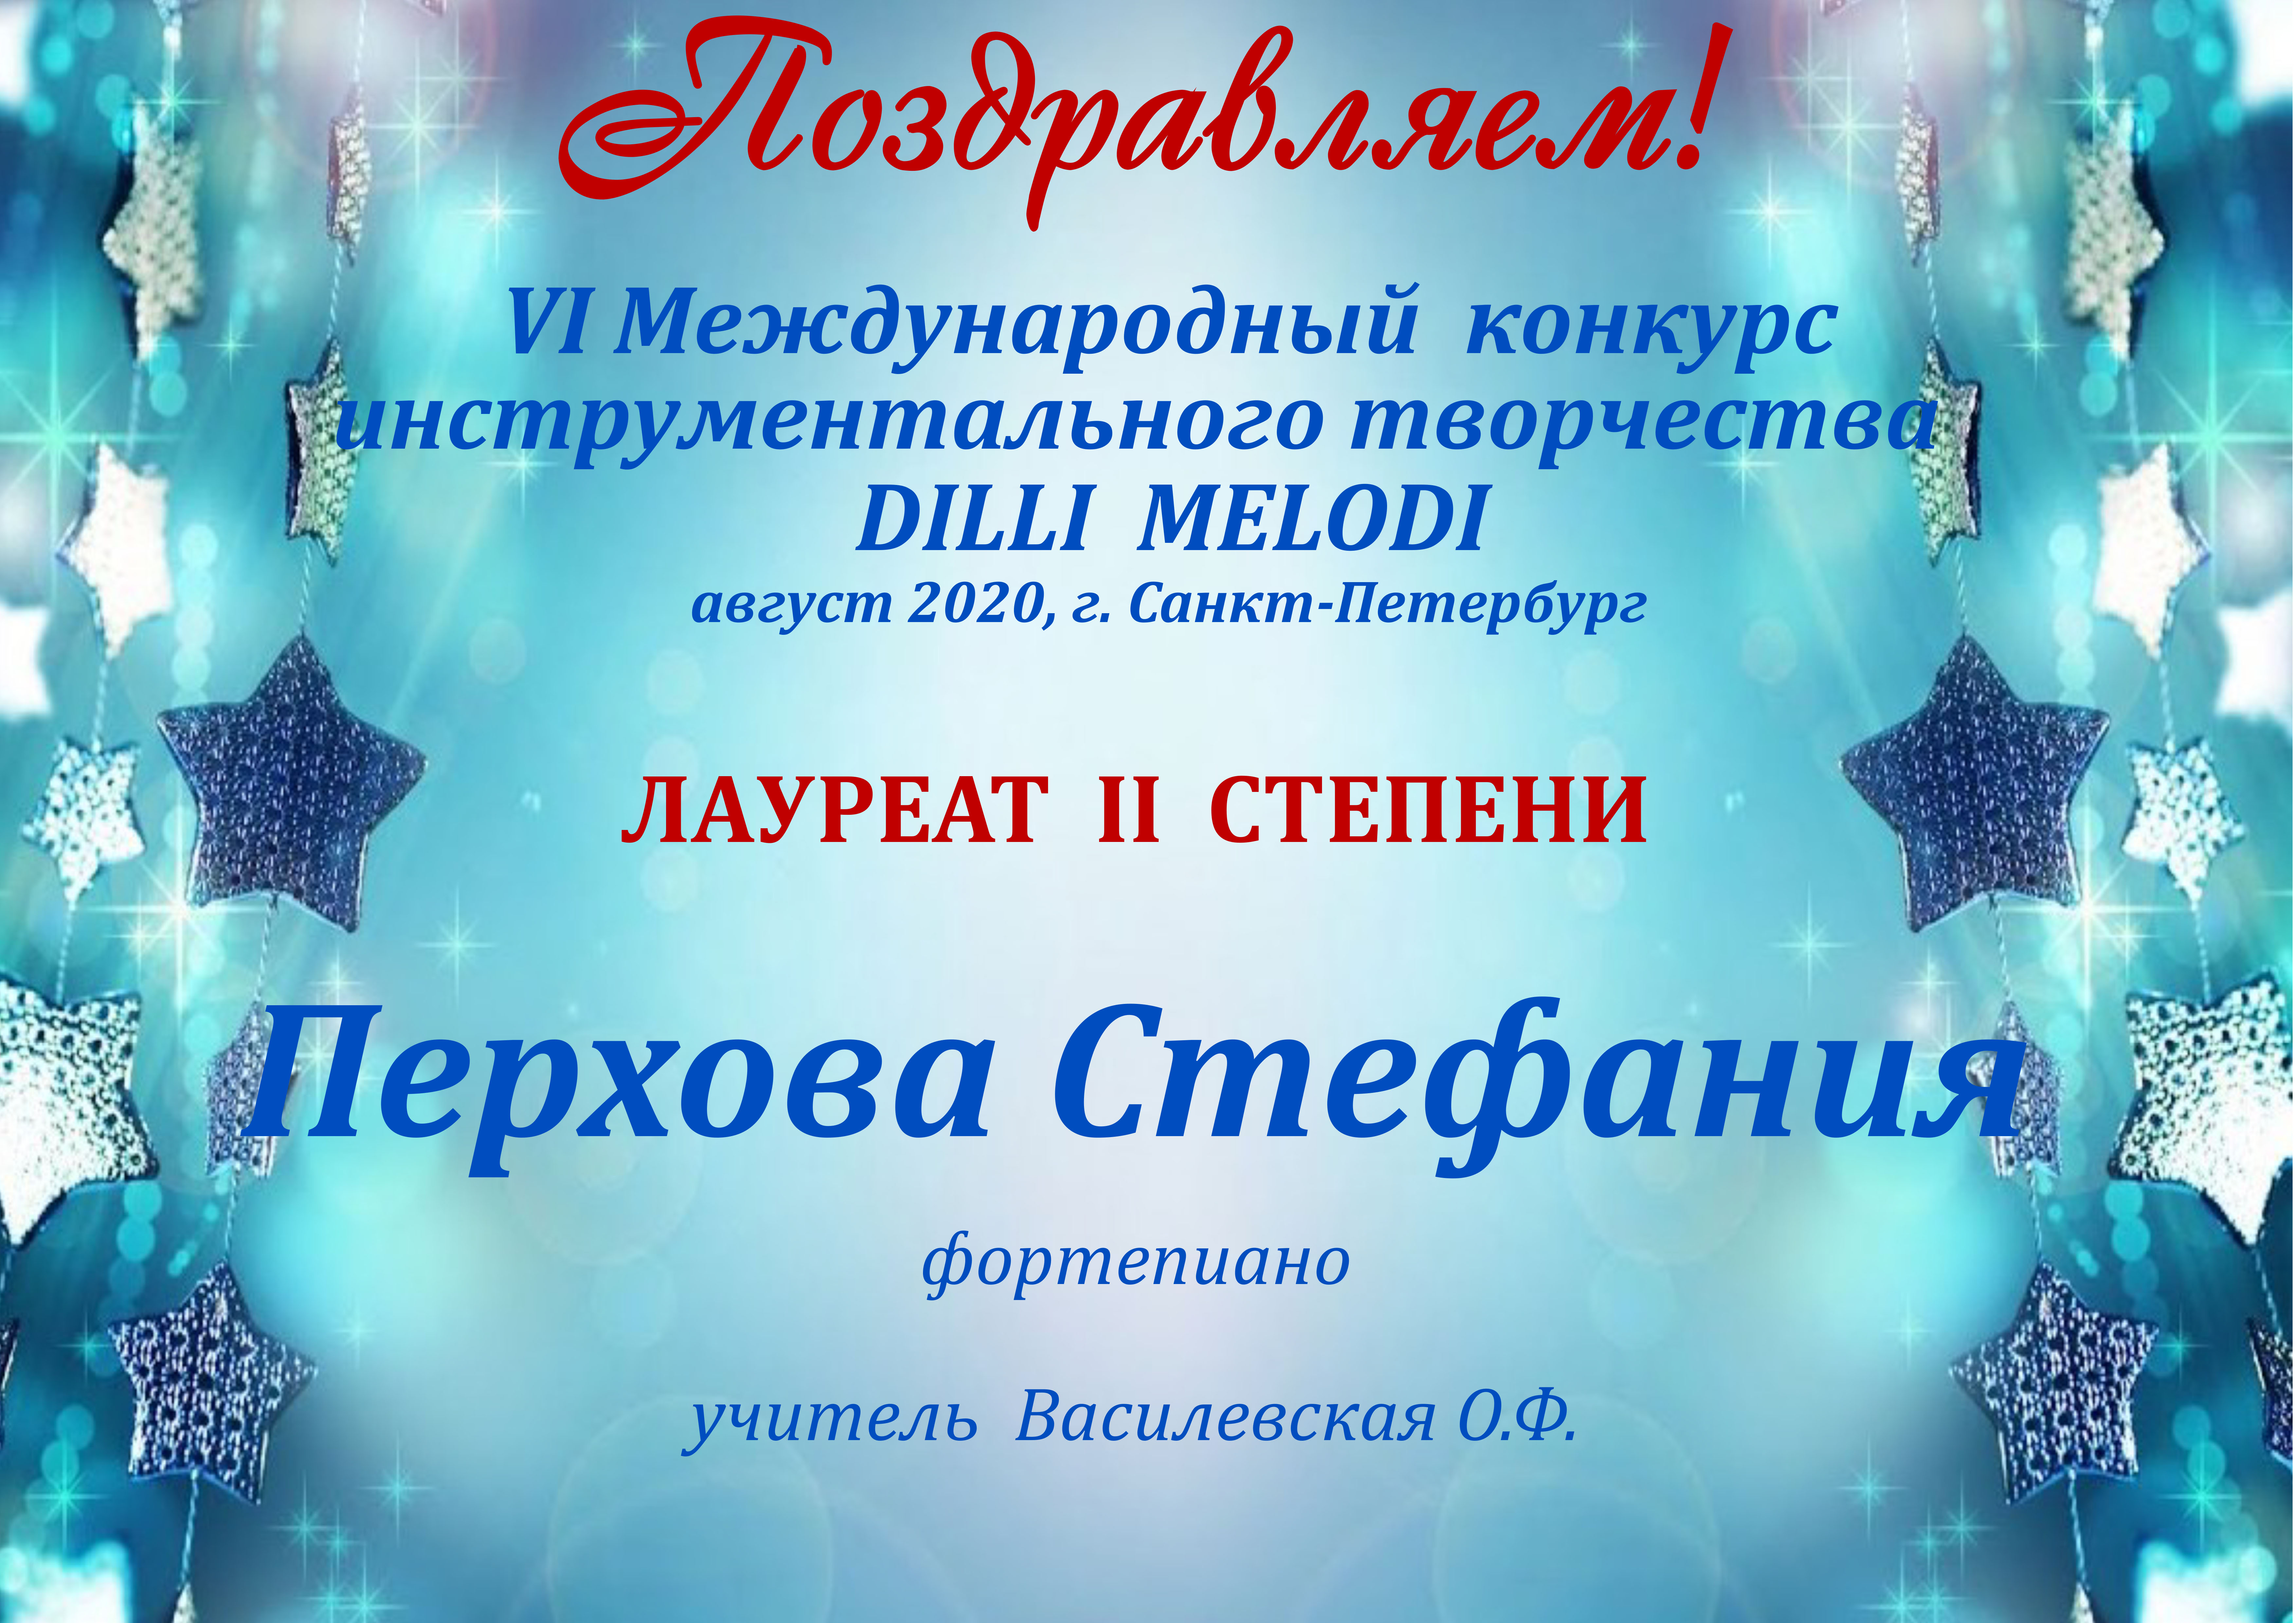 Поздравляем!
VI Международный конкурс
инструментального творчества
DILLI MELODI
август 2020, г. Санкт-Петербург
ЛАУРЕАТ II СТЕПЕНИ
Перхова Стефания
фортепиано
учитель Василевская О.Ф.